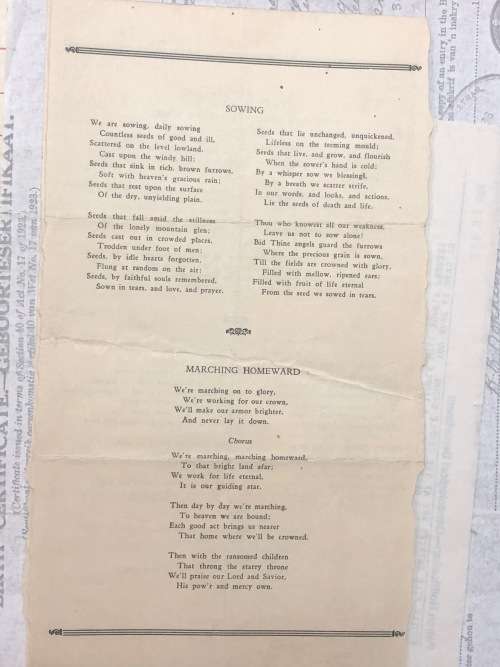 SOWING
We are sowing, daily sowing
Countless seeds of good and ill,
Scattered on the level lowland,
Cast upon the windy hill;
Seeds that sink in rich, brown furrows,
Soft with heaven's gracious rain;
Seeds that rest upon the surface
Of the dry, unyielding plain.
Seeds that fall amid the stillness
Of the lonely mountain glen;
Seeds cast out in crowded places,
Trodden under foot of men;
Seeds, by idle hearts forgotten,
Flung at random on the air;
Seeds, by faithful souls remembered,
Sown in tears, and love, and prayer.
Seeds that lie unchanged, unquickened,
Lifeless on the teeming mould;
Seeds that live, and grow, and flourish
When the sower's hand is cold;
By a whisper sow we blessings,
By a breath we scatter strife,
In our words, and looks, and actions,
Lie the seeds of death and life.
Thou who knowest all our weakness,
Leave us not to sow alone!
Bid Thine angels guard the furrows
Where the precious grain is sown,
Till the fields are crowned with glory,
Filled with mellow, ripened ears;
Filled with fruit of life eternal
From the seed we sowed in tears.
MARCHING HOMEWARD
We're marching on to glory,
We're working for our crown,
We'll make our armor brighter,
And never lay it down.
Chorus
We're marching, marching homeward,
To that bright land afar;
We work for life eternal,
It is our guiding star.
Then day by day we're marching,
To heaven we are bound;
Each good act brings us nearer
That home where we'll be crowned.
Then with the ransomed children
That throng the starry throne
We'll praise our Lord and Savior,
His pow'r and mercy own.
BIRTH CERTIFICATE.—GEBOORTESERTIFIKAAT.
(Certificate issued in terms of Section 40 of Act No. 17 of 1923.)